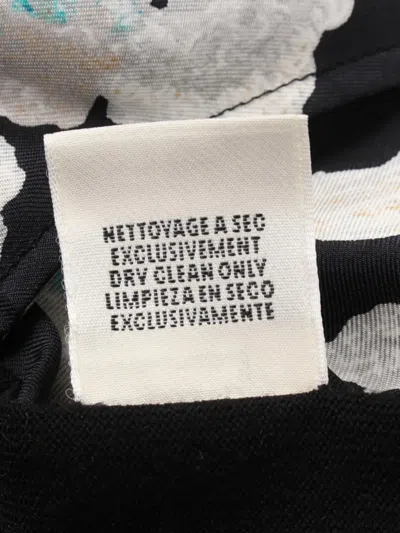 NETTOYAGE A SEC
EXCLUSIVEMENT
DRY CLEAN ONLY
LIMPIEZA EN SECO
EXCLUSIVAMENTE